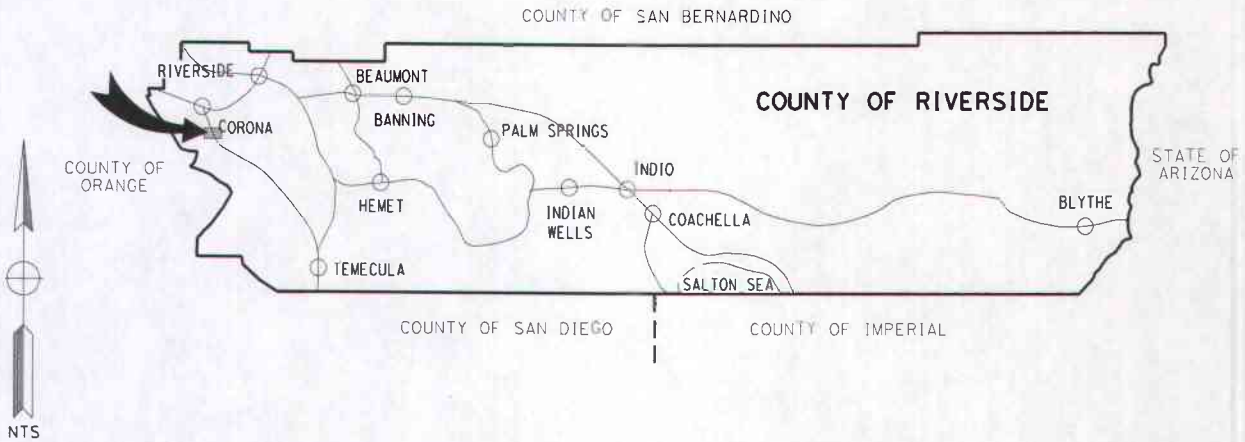 COUNTY OF SAN BERNARDINO
RIVERSIDE
BEAUMONT
BANNING
COUNTY OF RIVERSIDE
CORONA
PALM SPRINGS
COUNTY OF
ORANGE
STATE OF
ARIZONA
INDIO
HEMET
INDIAN
WELLS
COACHELLA
BLYTHE
TEMECULA
SALTON SEA
COUNTY OF SAN DIEGO
COUNTY OF IMPERIAL
NTS